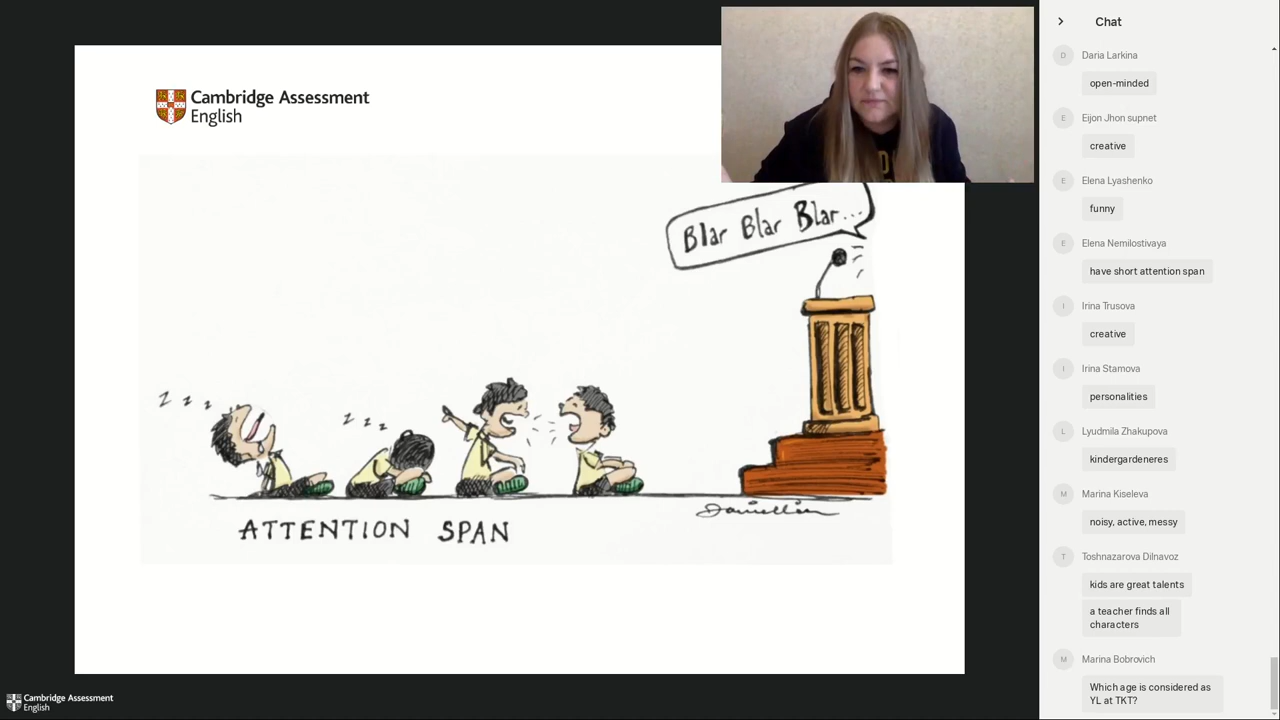 Cambridge Assessment
English
Blar Blar Blar...
z z z
z z z
ATTENTION SPAN
Cambridge Assessment
English
Chat
D
Daria Larkina
open-minded
E
Eijon Jhon supnet
creative
E
Elena Lyashenko
funny
E
Elena Nemilostivaya
have short attention span
I
Irina Trusova
creative
I
Irina Stamova
personalities
L
Lyudmila Zhakupova
kindergardeneres
M
Marina Kiseleva
noisy, active, messy
T
Toshnazarova Dilnavoz
kids are great talents
a teacher finds all
characters
M
Marina Bobrovich
Which age is considered as
YL at TKT?